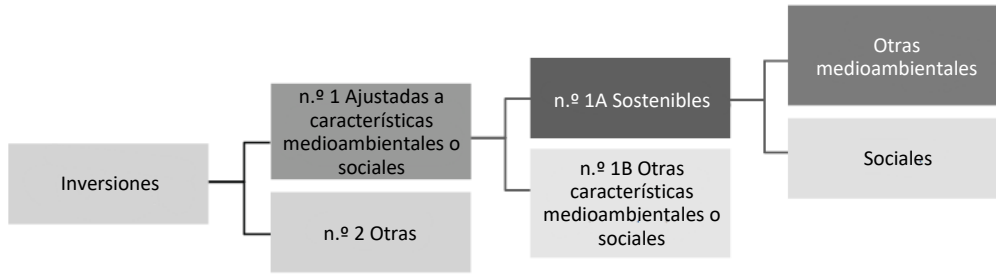 Inversiones
n.º 1 Ajustadas a
características
medioambientales o
sociales
n.º 2 Otras
n.º 1A Sostenibles
n.º 1B Otras
características
medioambientales o
sociales
Otras
medioambientales
Sociales